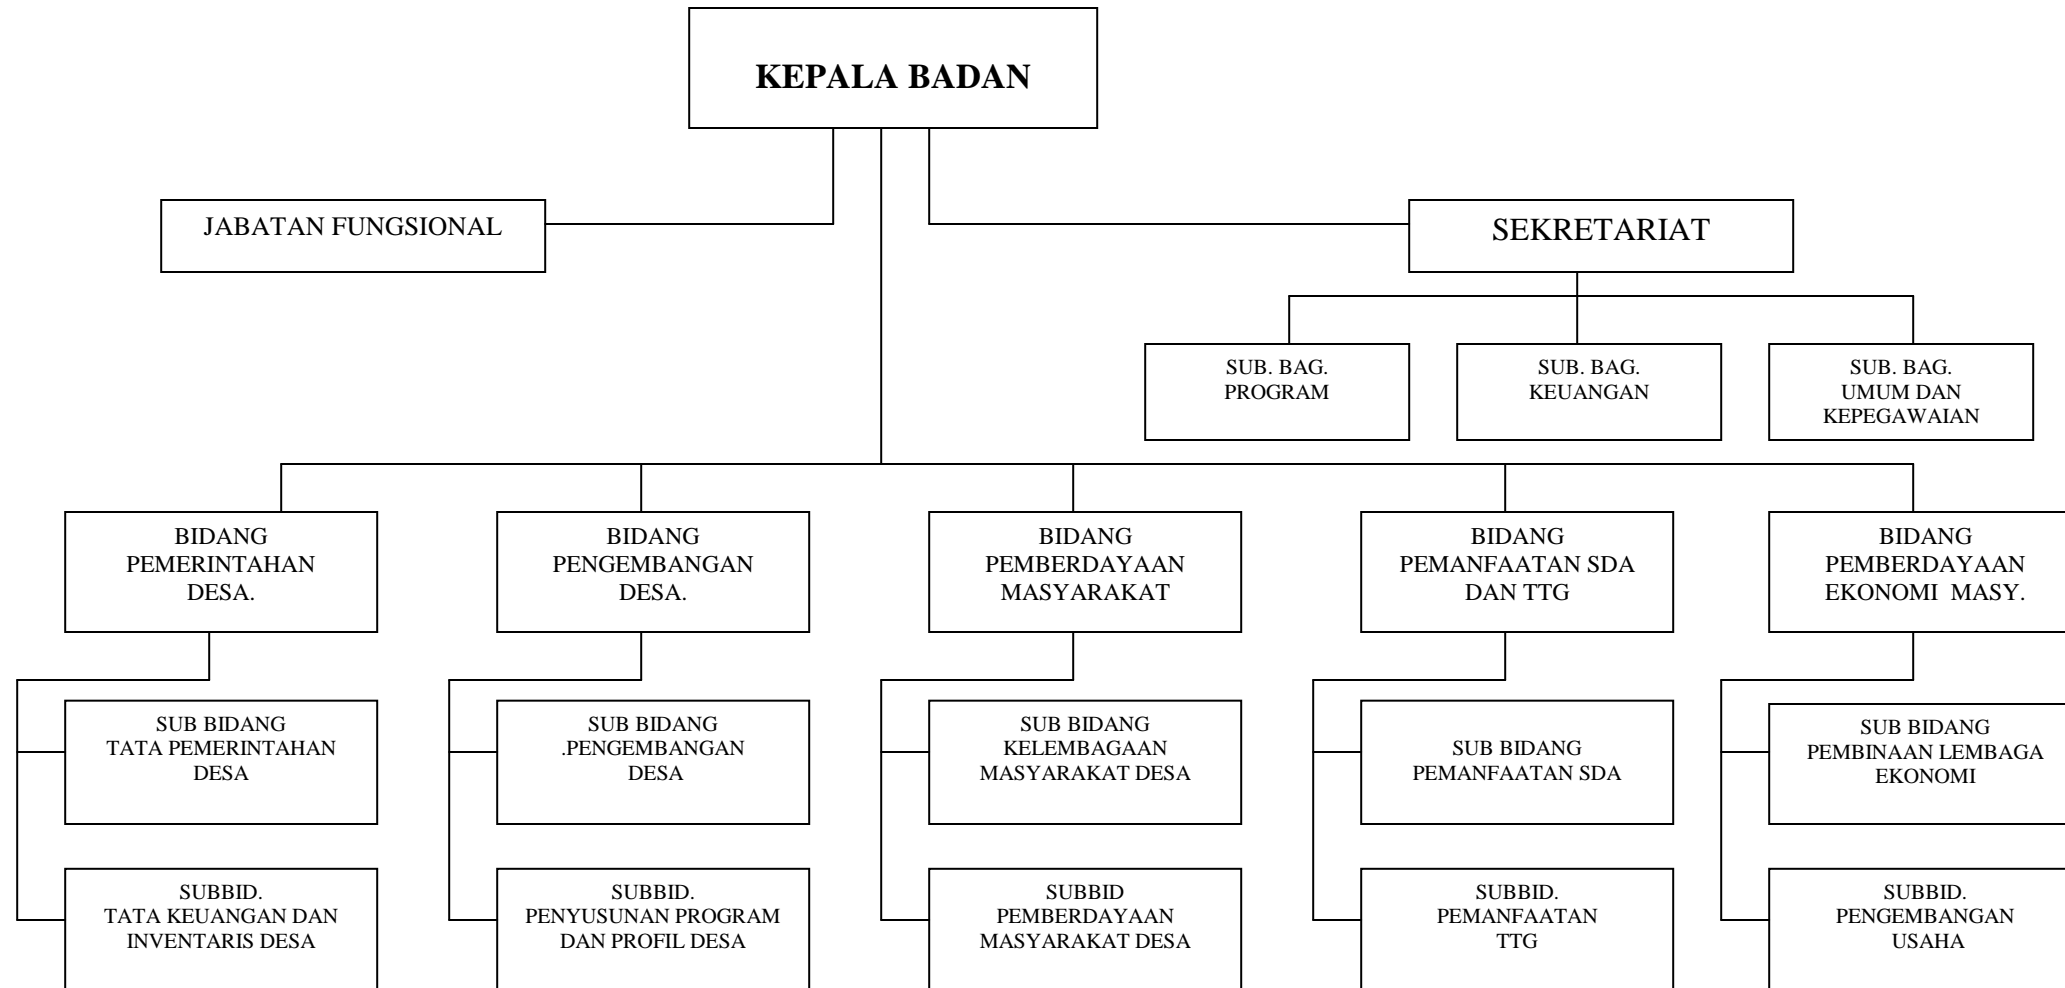 KEPALA BADAN
JABATAN FUNGSIONAL
SEKRETARIAT
SUB. BAG.
PROGRAM
SUB. BAG.
KEUANGAN
SUB. BAG.
UMUM DAN
KEPEGAWAIAN
BIDANG
PEMERINTAHAN
DESA.
BIDANG
PENGEMBANGAN
DESA.
BIDANG
PEMBERDAYAAN
MASYARAKAT
BIDANG
PEMANFAATAN SDA
DAN TTG
BIDANG
PEMBERDAYAAN
EKONOMI  MASY.
SUB BIDANG
TATA PEMERINTAHAN
DESA
SUB BIDANG
.PENGEMBANGAN
DESA
SUB BIDANG
KELEMBAGAAN
MASYARAKAT DESA
SUB BIDANG
PEMANFAATAN SDA
SUB BIDANG
PEMBINAAN LEMBAGA
EKONOMI
SUBBID.
TATA KEUANGAN DAN
INVENTARIS DESA
SUBBID.
PENYUSUNAN PROGRAM
DAN PROFIL DESA
SUBBID
PEMBERDAYAAN
MASYARAKAT DESA
SUBBID.
PEMANFAATAN
TTG
SUBBID.
PENGEMBANGAN
USAHA